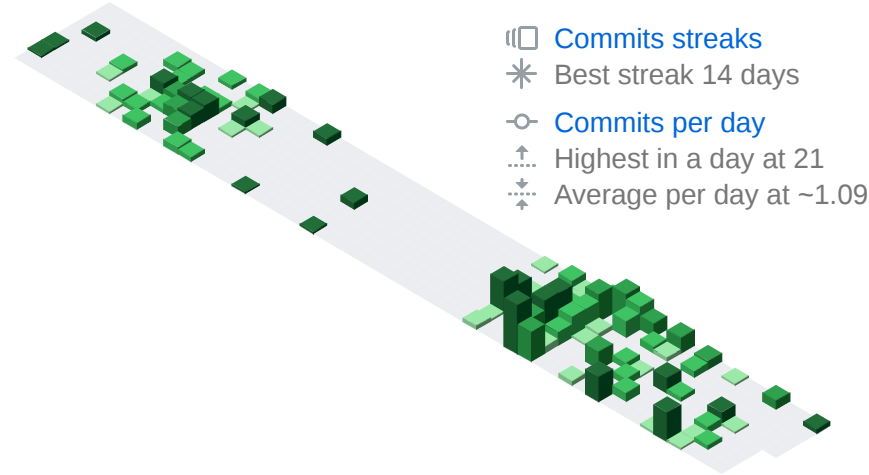 Commits streaks
Best streak 14 days
Commits per day
Highest in a day at 21
Average per day at ~1.09